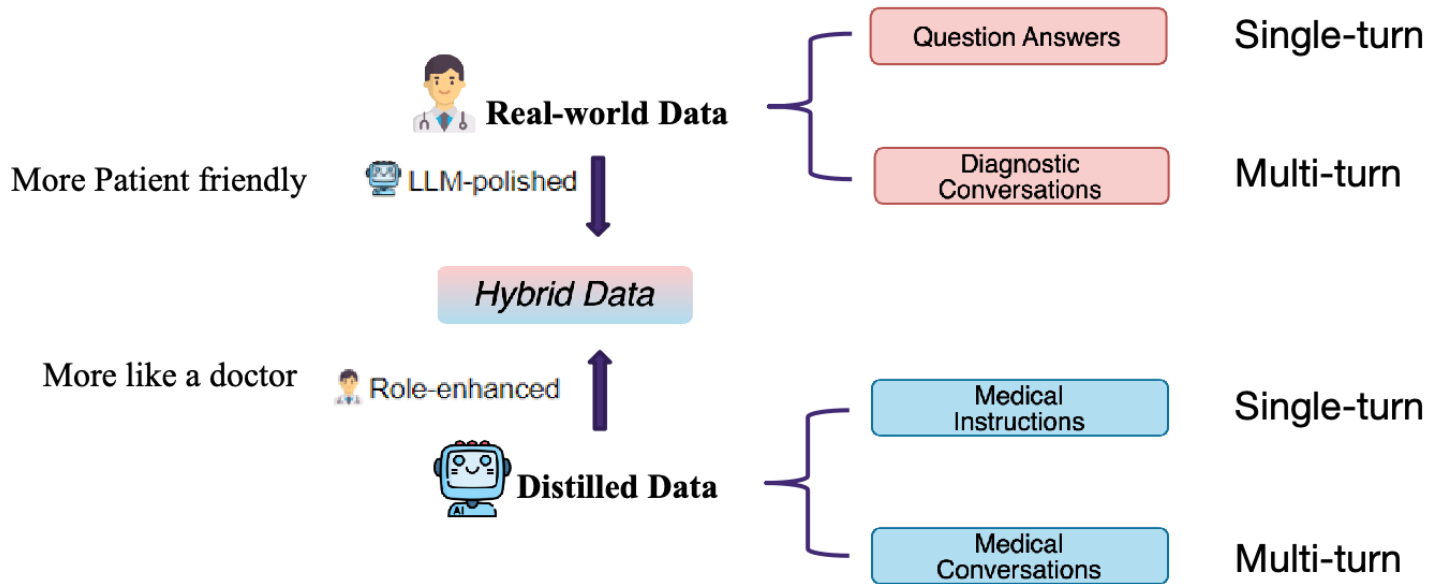 Question Answers
Single-turn
Real-world Data
Diagnostic
Conversations
Multi-turn
More Patient friendly
LLM-polished
Hybrid Data
More like a doctor
Role-enhanced
Medical
Instructions
Single-turn
AI
Distilled Data
Medical
Conversations
Multi-turn